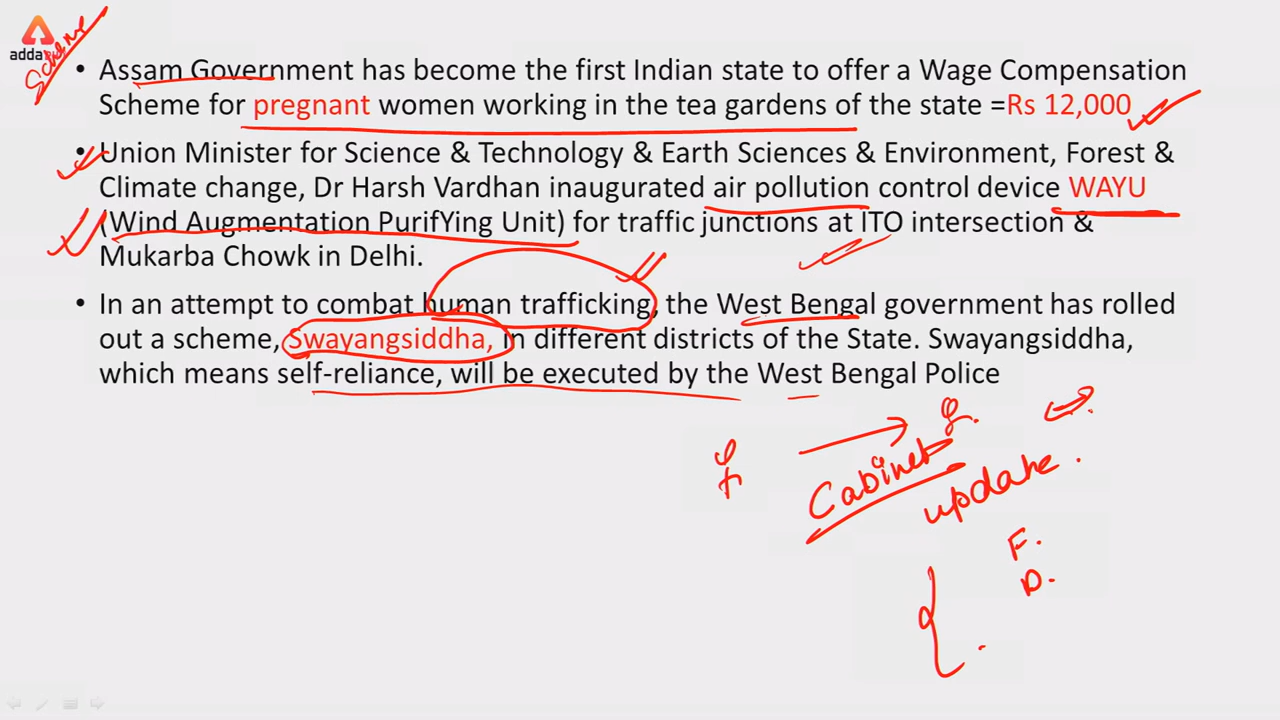 adda
Scheme
• Assam Government has become the first Indian state to offer a Wage Compensation
Scheme for pregnant women working in the tea gardens of the state =Rs 12,000
• Union Minister for Science & Technology & Earth Sciences & Environment, Forest &
Climate change, Dr Harsh Vardhan inaugurated air pollution control device WAYU
(Wind Augmentation PurifYing Unit) for traffic junctions at ITO intersection &
Mukarba Chowk in Delhi.
• In an attempt to combat human trafficking, the West Bengal government has rolled
out a scheme, Swayangsiddha, in different districts of the State. Swayangsiddha,
which means self-reliance, will be executed by the West Bengal Police
Cabinet
update.
F.
D.